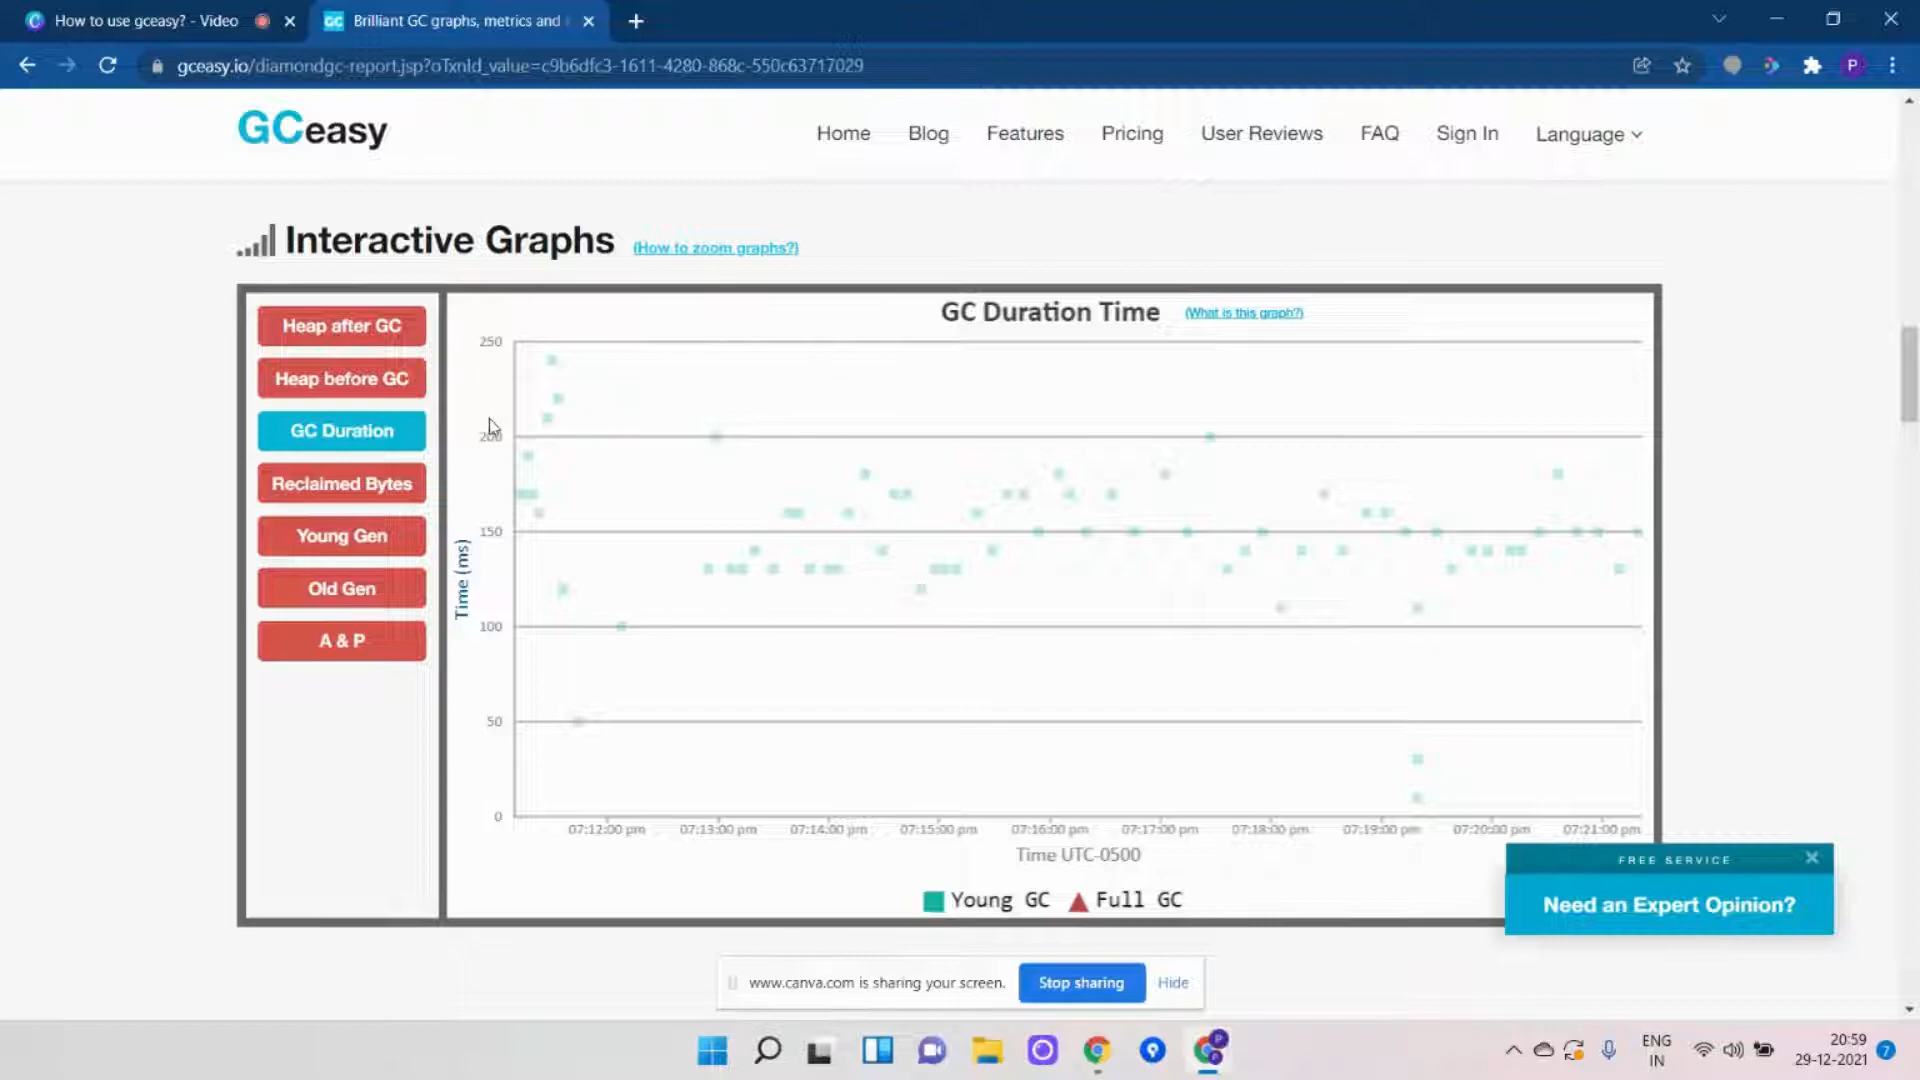 How to use gceasy? - Video
Brilliant GC graphs, metrics and
gceasy.io/diamondgc-report.jsp?oTxnId_value=c9b6dfc3-1611-4280-868c-550c63717029
P
GCeasy
Home
Blog
Features
Pricing
User Reviews
FAQ
Sign In
Language
Interactive Graphs
(How to zoom graphs?)
Heap after GC
Heap before GC
GC Duration
Reclaimed Bytes
Young Gen
Old Gen
A & P
GC Duration Time
(What is this graph?)
250
200
150
100
50
0
Time (ms)
07:12:00 pm
07:13:00 pm
07:14:00 pm
07:15:00 pm
07:16:00 pm
07:17:00 pm
07:18:00 pm
07:19:00 pm
07:20:00 pm
07:21:00 pm
Time UTC-0500
Young GC
Full GC
FREE SERVICE
Need an Expert Opinion?
www.canva.com is sharing your screen.
Stop sharing
Hide
ENG
IN
20:59
29-12-2021
7